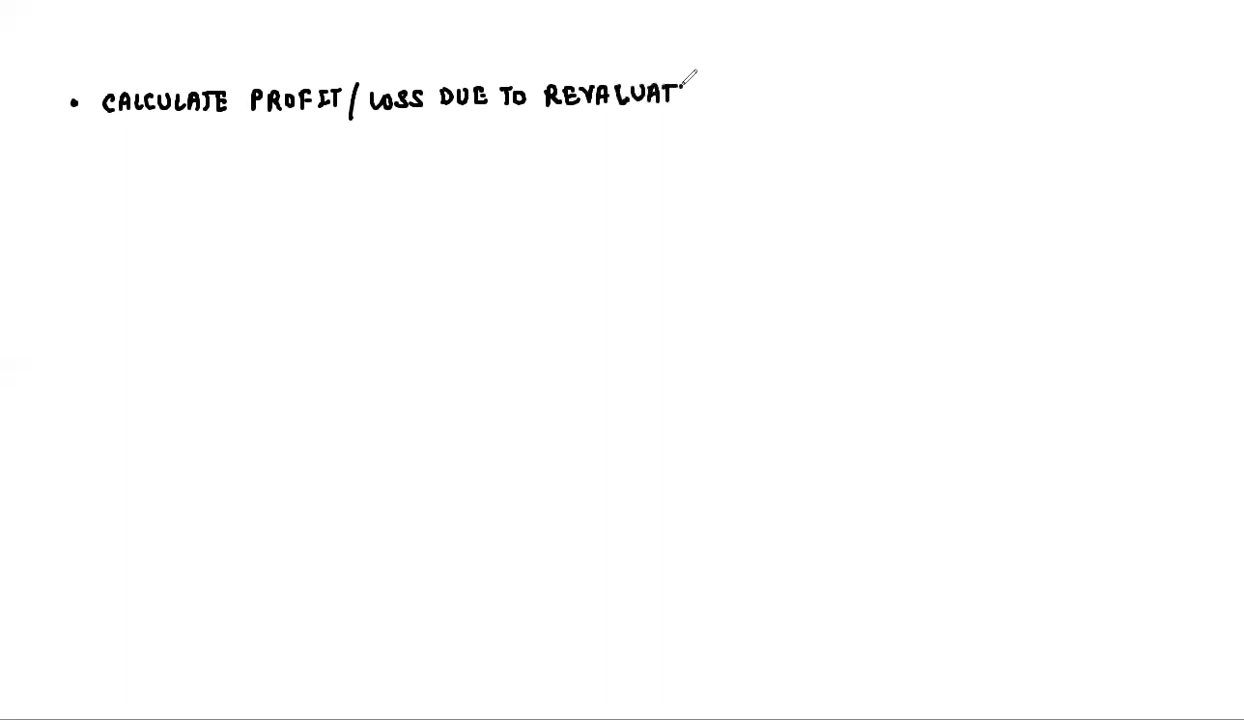 • CALCULATE PROFIT/LOSS DUE TO REVALUAT